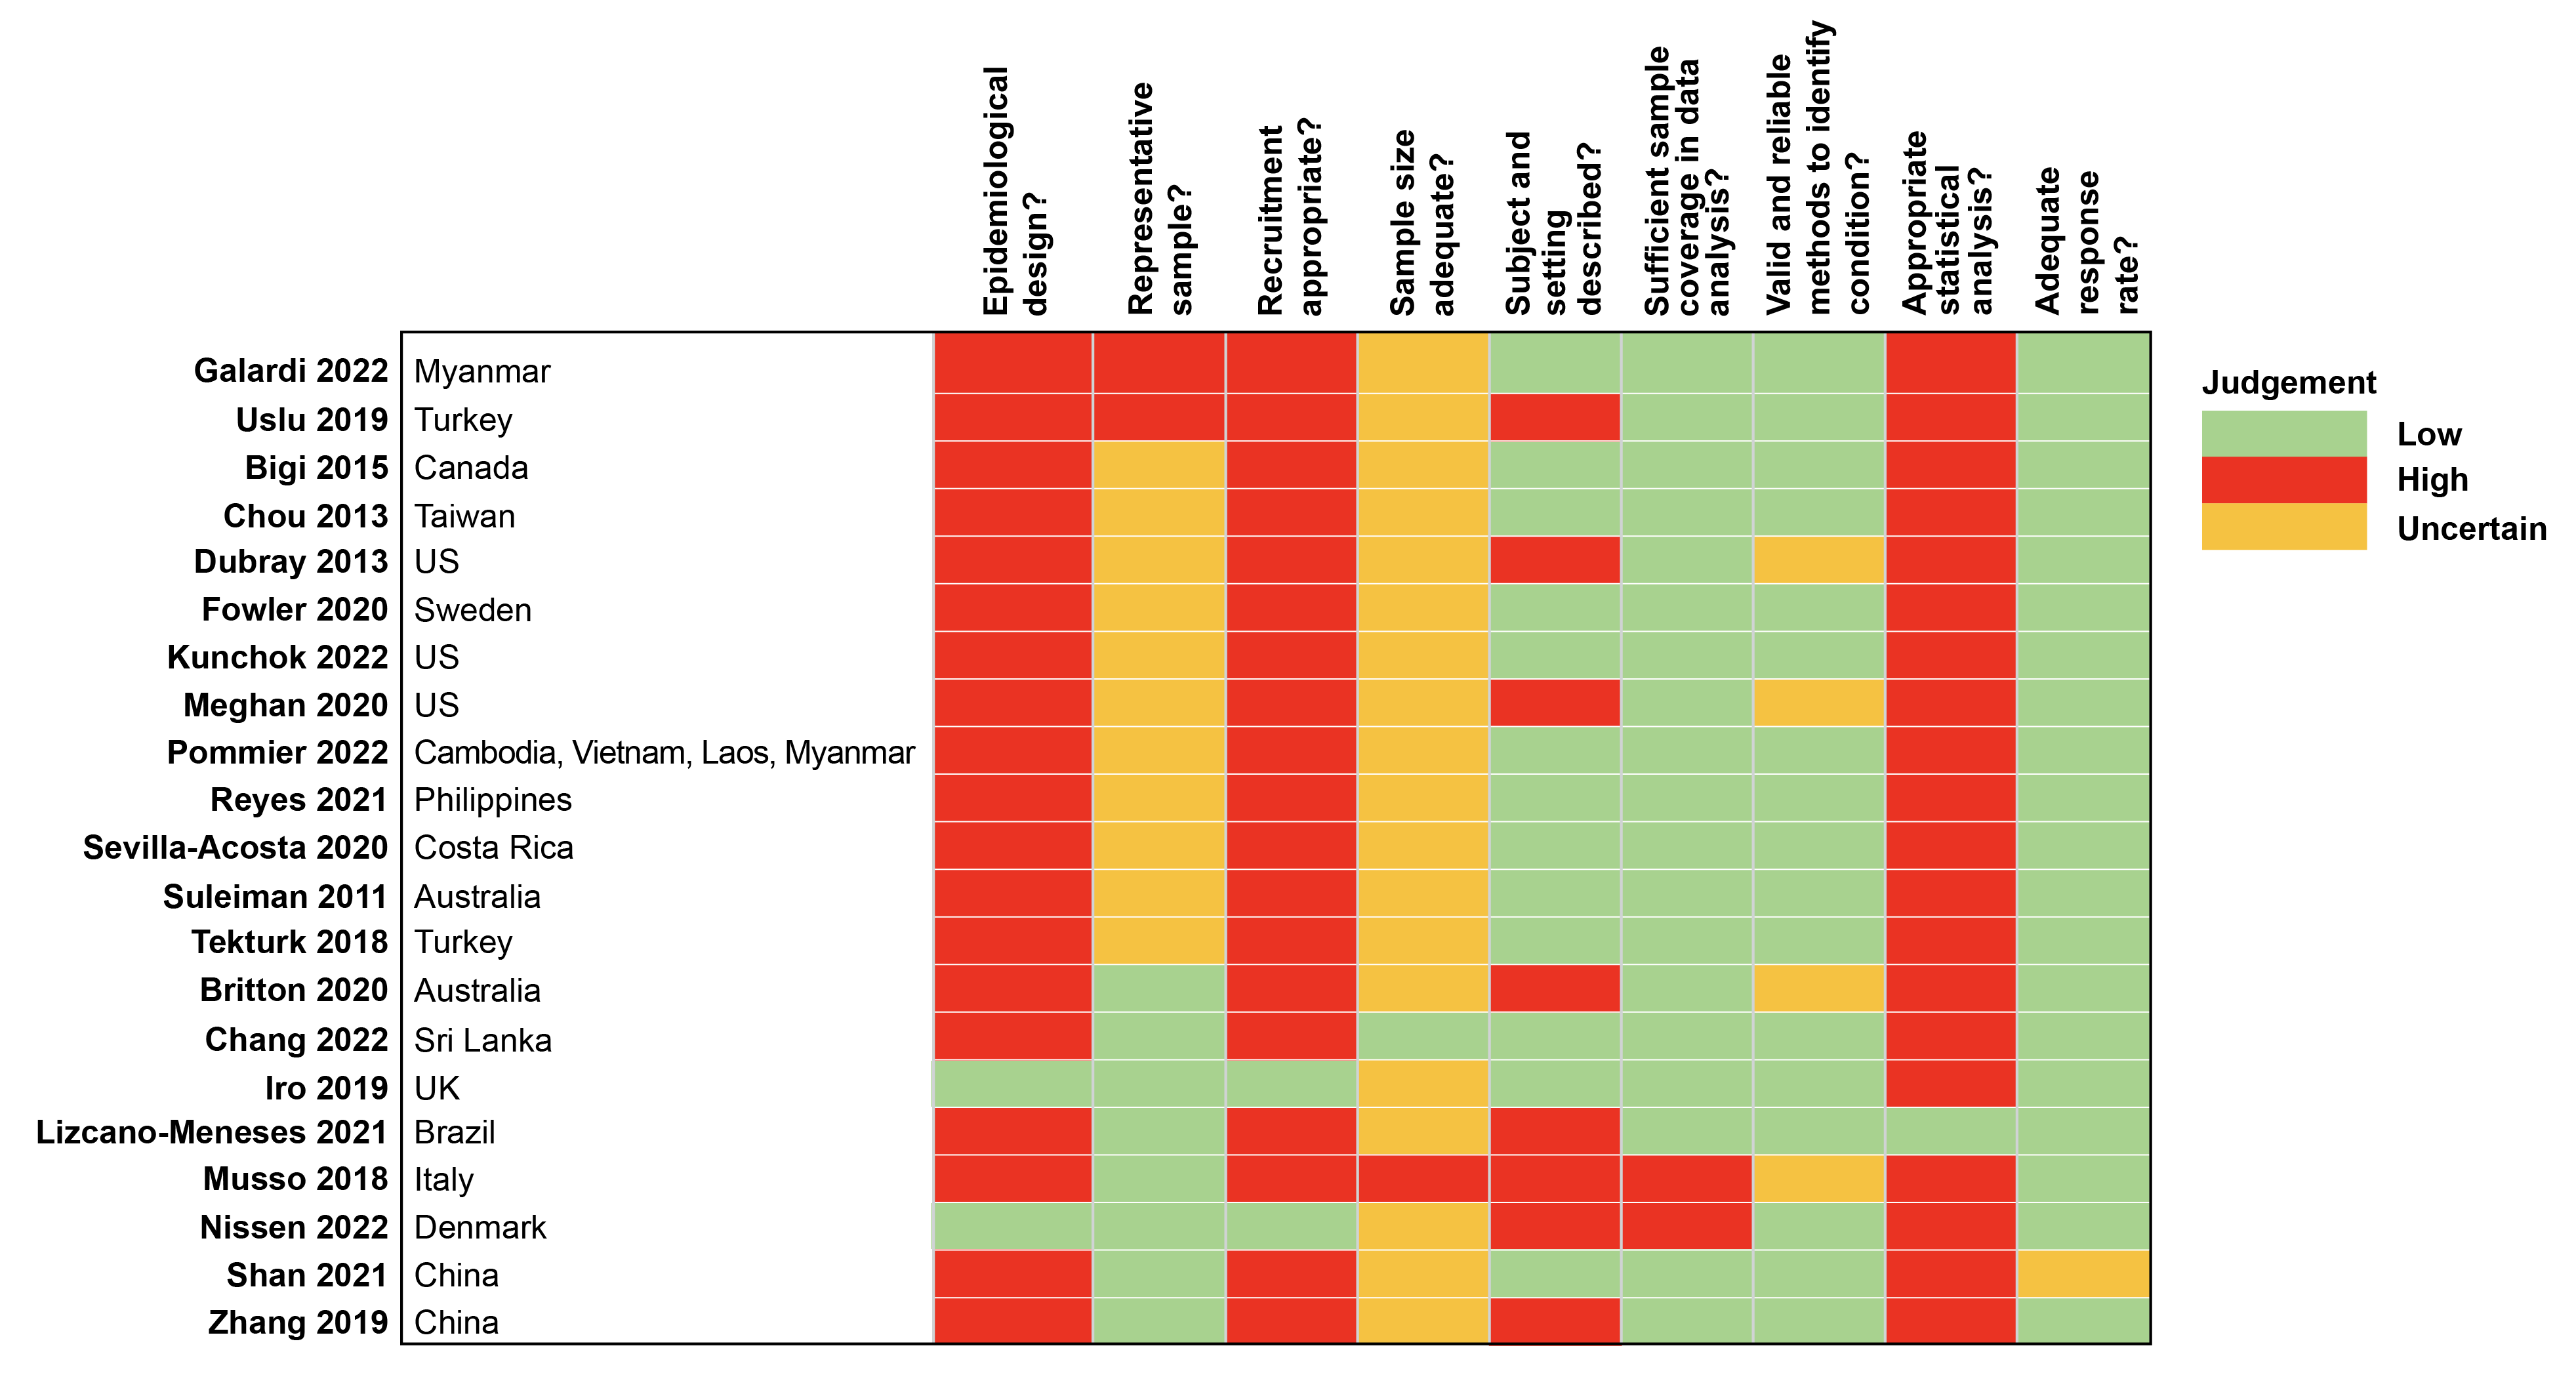 Epidemiological
design?
Representative
sample?
Recruitment
appropriate?
Sample size
adequate?
Subject and
setting
described?
Sufficient sample
coverage in data
analysis?
Valid and reliable
methods to identify
condition?
Appropriate
statistical
analysis?
Adequate
response
rate?
Galardi 2022 Myanmar
Uslu 2019 Turkey
Bigi 2015 Canada
Chou 2013 Taiwan
Dubray 2013 US
Fowler 2020 Sweden
Kunchok 2022 US
Meghan 2020 US
Pommier 2022 Cambodia, Vietnam, Laos, Myanmar
Reyes 2021 Philippines
Sevilla-Acosta 2020 Costa Rica
Suleiman 2011 Australia
Tekturk 2018 Turkey
Britton 2020 Australia
Chang 2022 Sri Lanka
Iro 2019 UK
Lizcano-Meneses 2021 Brazil
Musso 2018 Italy
Nissen 2022 Denmark
Shan 2021 China
Zhang 2019 China
Judgement
Low
High
Uncertain